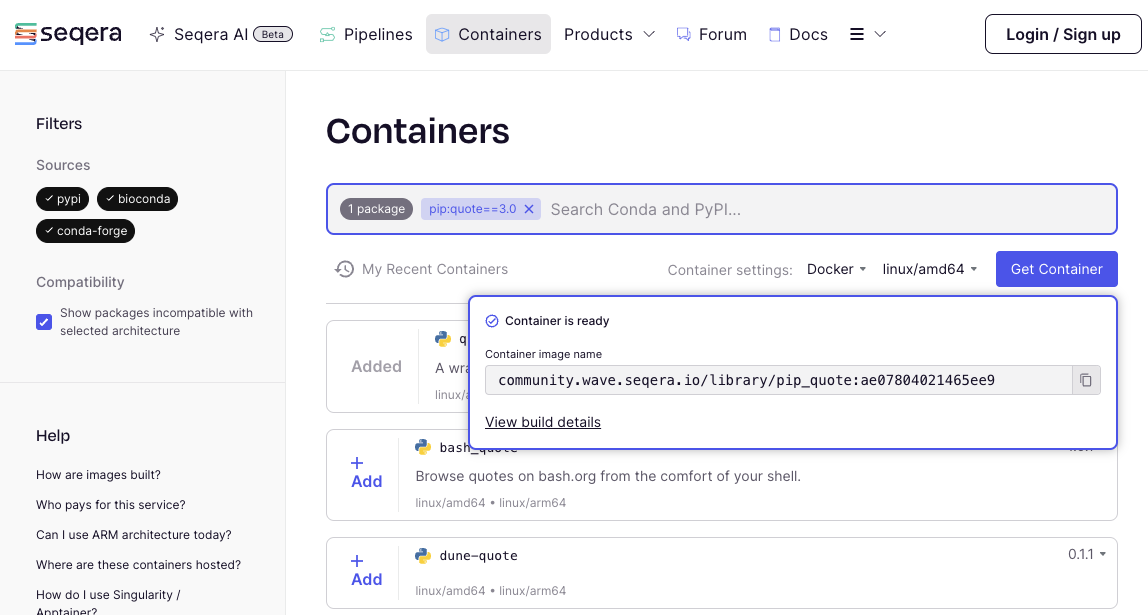 seqera
Seqera AI Beta
Pipelines
Containers
Products
Forum
Docs
Login / Sign up
Filters
Sources
pypi
bioconda
conda-forge
Compatibility
Show packages incompatible with
selected architecture
Help
How are images built?
Who pays for this service?
Can I use ARM architecture today?
Where are these containers hosted?
How do I use Singularity /
Apptainer?
Containers
1 package pip:quote==3.0 Search Conda and PyPI...
My Recent Containers
Container settings: Docker linux/amd64 Get Container
Container is ready
Container image name
community.wave.seqera.io/library/pip_quote:ae07804021465ee9
View build details
Added
A
Add
bash_quote
Browse quotes on bash.org from the comfort of your shell.
linux/amd64 • linux/arm64
Add
dune-quote
0.1.1
linux/amd64 • linux/arm64